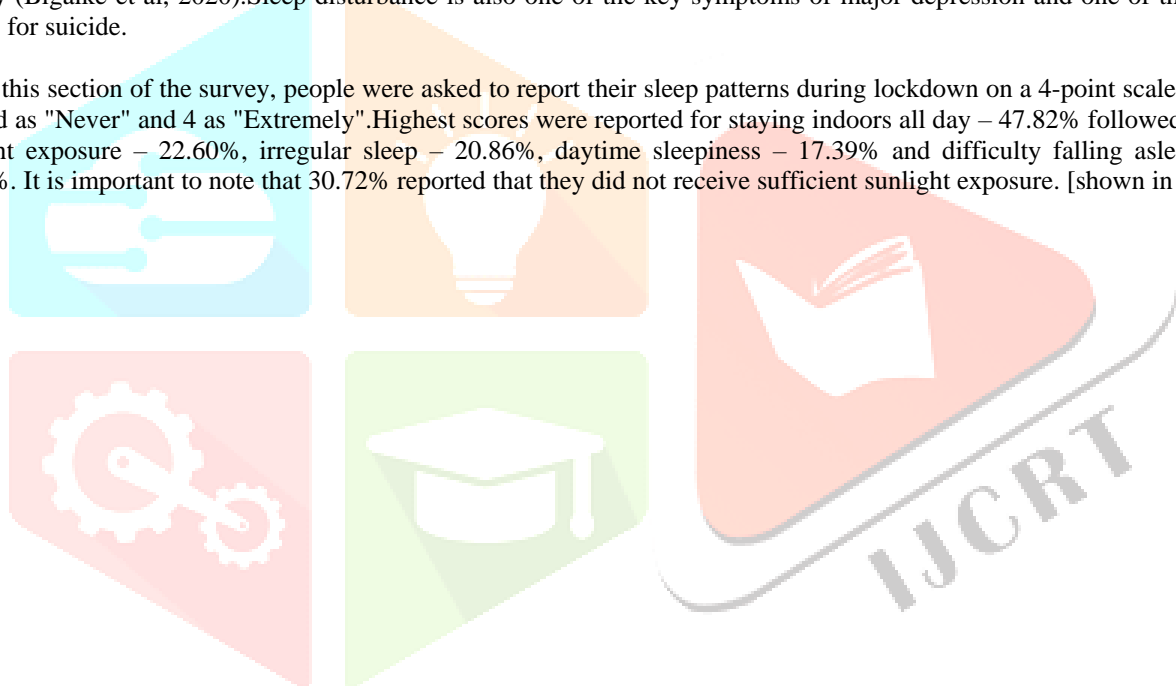 (Bigalke et al, 2020).Sleep disturbance is also one of the key symptoms of major depression and one of
for suicide.
this section of the survey, people were asked to report their sleep patterns during lockdown on a 4-point scale
as "Never" and 4 as "Extremely".Highest scores were reported for staying indoors all day – 47.82% followed
exposure – 22.60%, irregular sleep – 20.86%, daytime sleepiness – 17.39% and difficulty falling
%. It is important to note that 30.72% reported that they did not receive sufficient sunlight exposure. [shown in
IJCRT